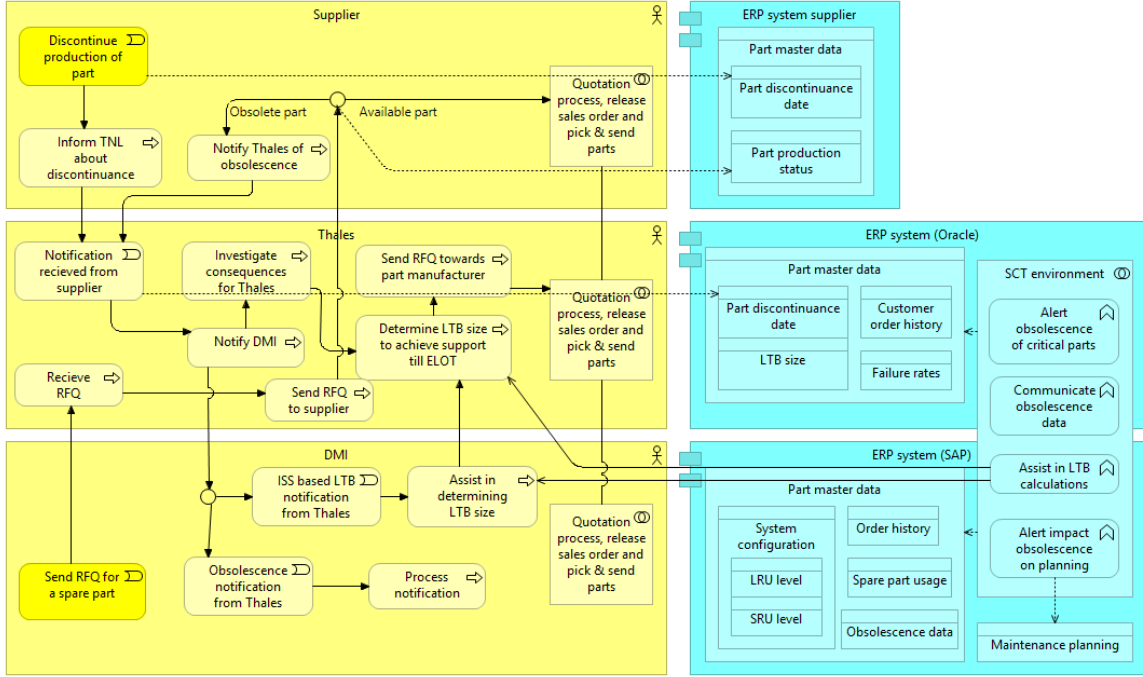 Supplier
Discontinue
production of
part
Inform TNL
about
discontinuance
Obsolete part
Available part
Notify Thales of
obsolescence
Quotation
process, release
sales order and
pick & send
parts
ERP system supplier
Part master data
Part discontinuance
date
Part production
status
Thales
Notification
recieved from
supplier
Investigate
consequences
for Thales
Send RFQ towards
part manufacturer
Notify DMI
Determine LTB size
to achieve support
till ELOT
Recieve
RFQ
Send RFQ
to supplier
Quotation
process, release
sales order and
pick & send
parts
ERP system (Oracle)
Part master data
Part discontinuance
date
LTB size
Customer
order history
Failure rates
SCT environment
Alert
obsolescence
of critical parts
Communicate
obsolescence
data
Assist in LTB
calculations
Alert impact
obsolescence
on planning
DMI
ISS based LTB
notification
from Thales
Assist in
determining
LTB size
Send RFQ for
a spare part
Obsolescence
notification
from Thales
Process
notification
Quotation
process, release
sales order and
pick & send
parts
ERP system (SAP)
Part master data
System
configuration
LRU level
SRU level
Order history
Spare part usage
Obsolescence data
Maintenance planning